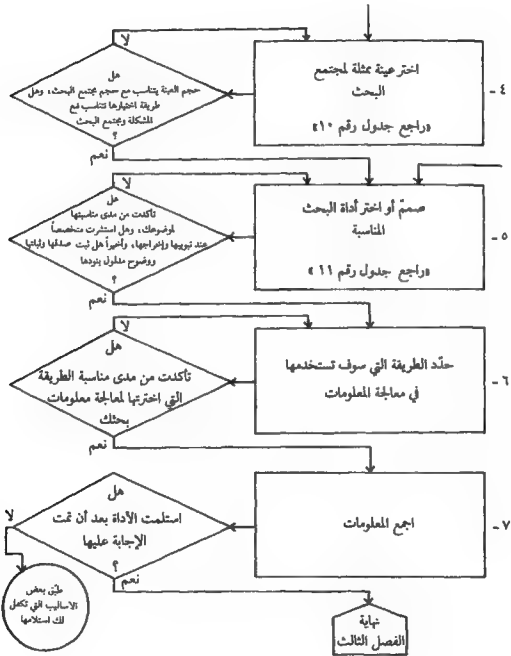 لا
اختر عينة ممثلة لمجتمع
البحث
«راجع جدول رقم ١٠»
٤ -
هل
حجم العينة يتناسب مع حجم مجتمع البحث، وهل
طريقة اختيارها تتناسب مع
المشكلة ومجتمع البحث
؟
نعم
لا
صممّ أو اختر أداة البحث
المناسبة
«راجع جدول رقم ١١»
٥ -
هل
تأكدت من مدى مناسبتها
لموضوعك، وهل استشرت متخصصاً
عند تبويبها وإخراجها، وأخيراً هل ثبت صدقها وثباتها
ووضوح مدلول بنودها
؟
نعم
لا
حدّد الطريقة التي سوف تستخدمها
في معالجة المعلومات
٦ -
هل
تأكدت من مدى مناسبة الطريقة
التي اخترتها لمعالجة معلومات
بحثك
نعم
اجمع المعلومات
٧ -
هل
استلمت الأداة بعد أن تمت
الإجابة عليها
؟
لا
نعم
طبّق بعض
الأساليب التي تكفل
لك استلامها
نهاية
الفصل الثالث